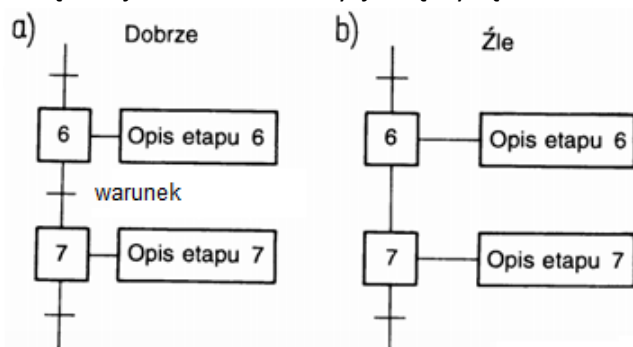 a) Dobrze
b) Źle
6 Opis etapu 6
6 Opis etapu 6
warunek
7 Opis etapu 7
7 Opis etapu 7